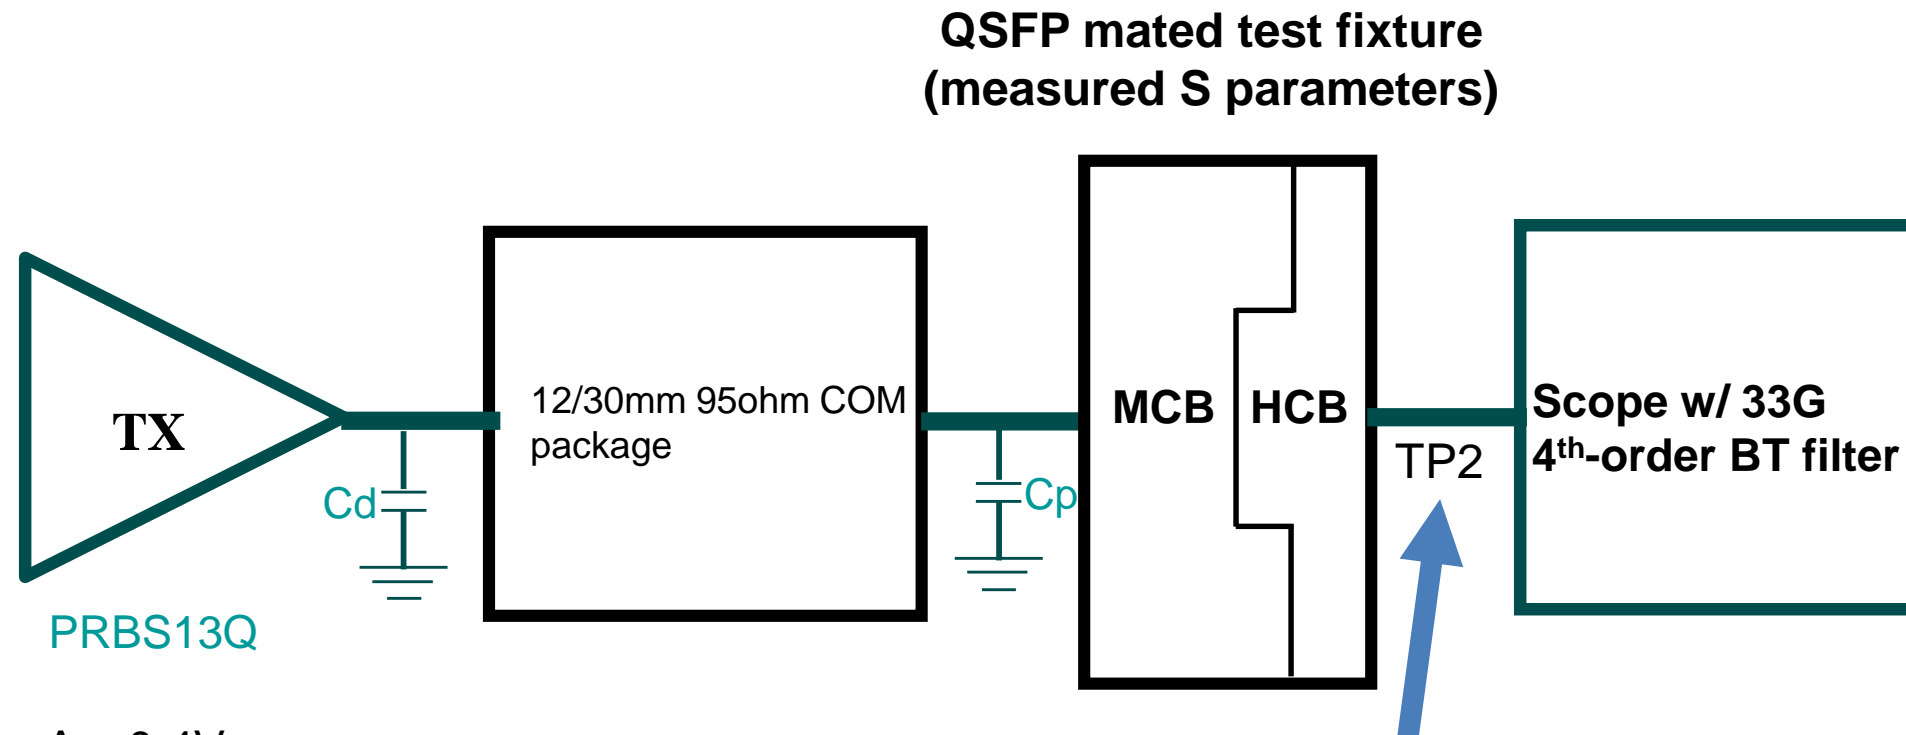 QSFP mated test fixture
(measured S parameters)
TX
12/30mm 95ohm COM
package
Cd
Cp
MCB
HCB
TP2
Scope w/ 33G
4th-order BT filter
PRBS13Q